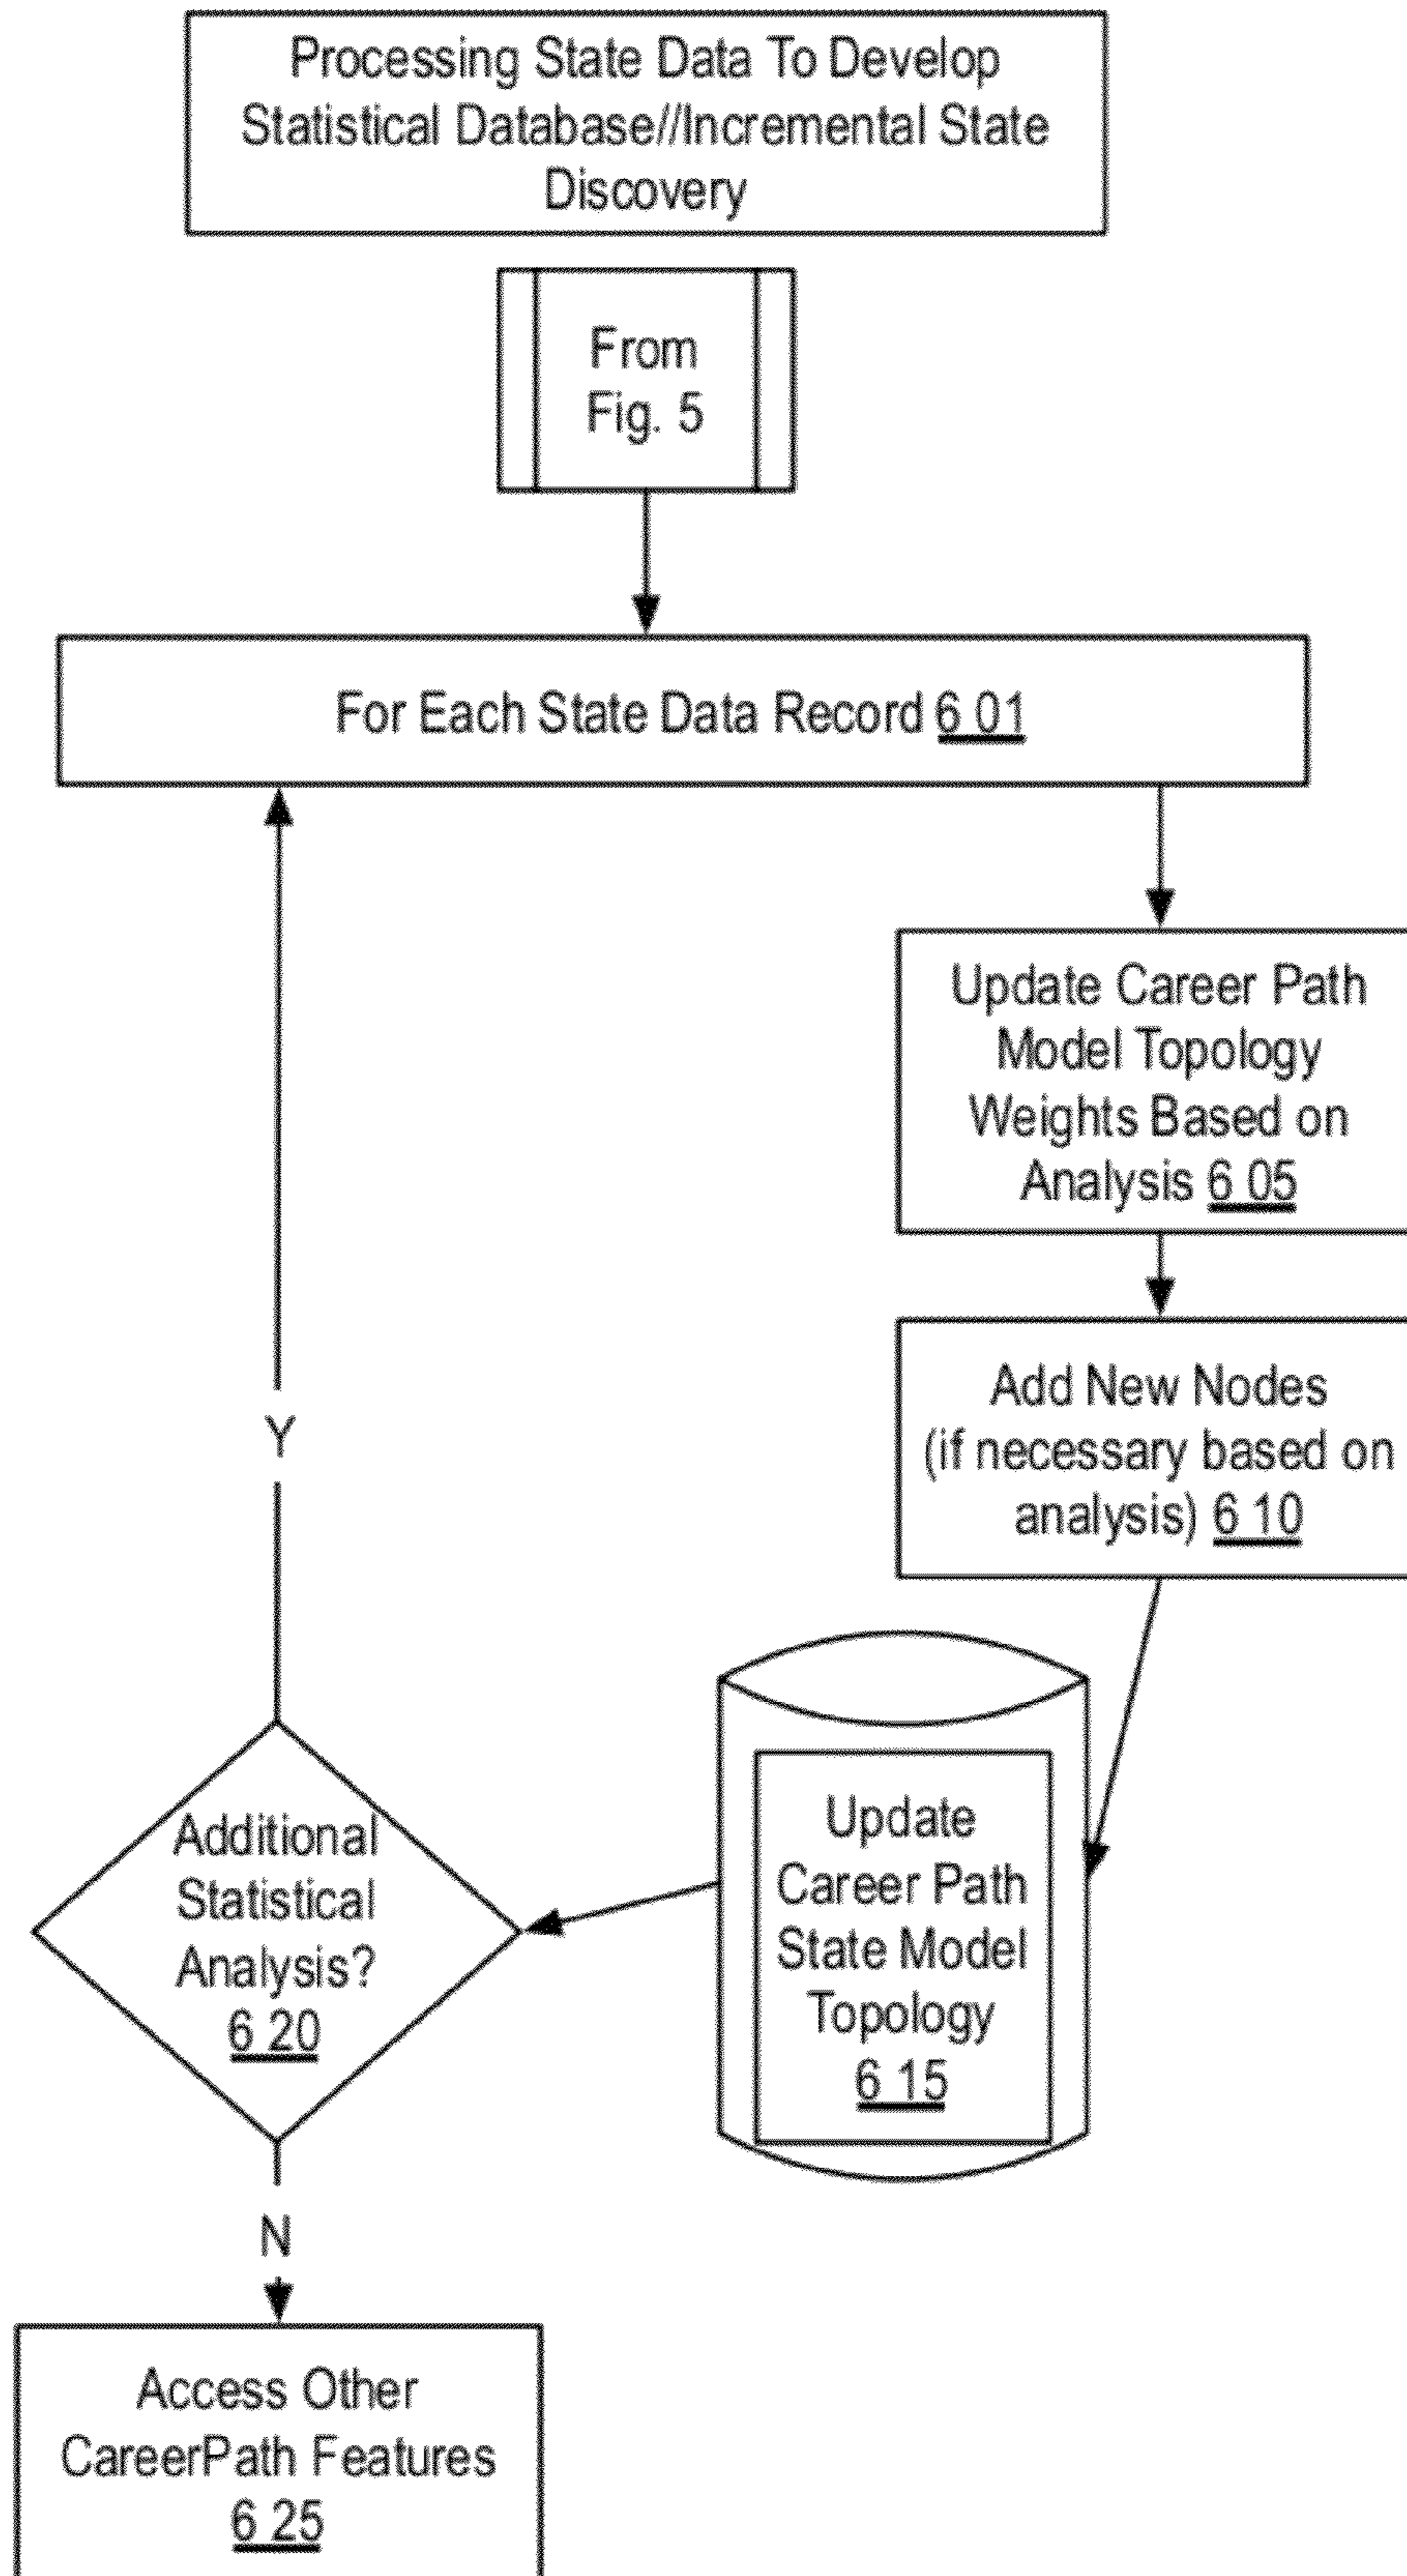 Processing State Data To Develop
Statistical Database//Incremental State
Discovery
From
Fig. 5
For Each State Data Record 6 01
Update Career Path
Model Topology
Weights Based on
Analysis 6 05
Add New Nodes
(if necessary based on
analysis) 6 10
Y
Update
Career Path
State Model
Topology
6 15
Additional
Statistical
Analysis?
6 20
N
Access Other
CareerPath Features
6 25